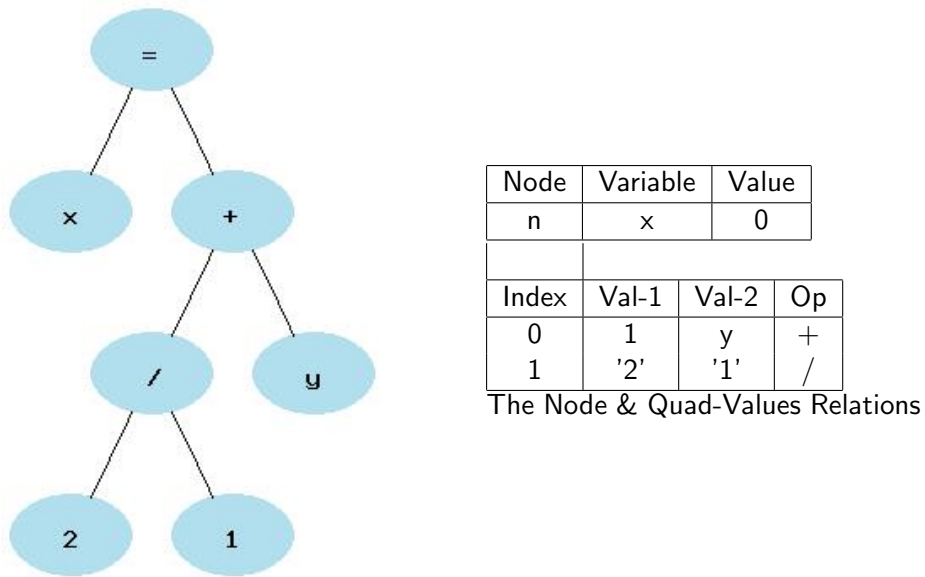 =
x +
/ y
2 1
Node Variable Value
n x 0
Index Val-1 Val-2 Op
0 1 y +
1 '2' '1' /
The Node & Quad-Values Relations